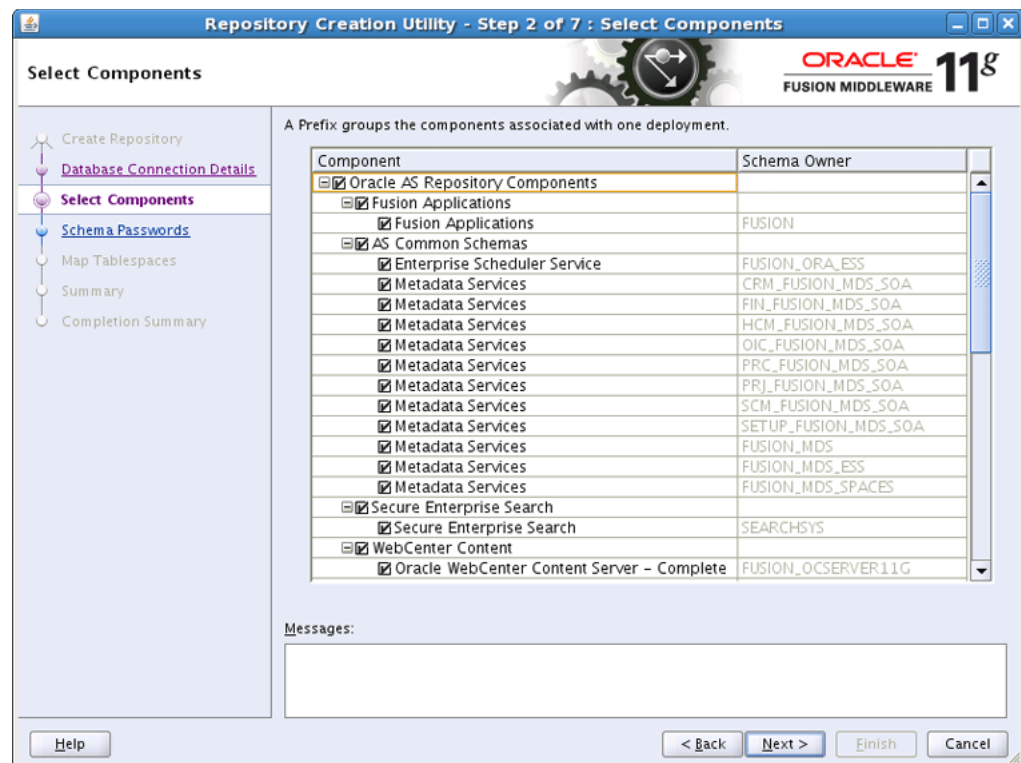 Repository Creation Utility - Step 2 of 7 : Select Components
Select Components
ORACLE
FUSION MIDDLEWARE
11g
Create Repository
Database Connection Details
Select Components
Schema Passwords
Map Tablespaces
Summary
Completion Summary
A Prefix groups the components associated with one deployment.
Component Schema Owner
Oracle AS Repository Components
Fusion Applications
Fusion Applications FUSION
AS Common Schemas
Enterprise Scheduler Service FUSION_ORA_ESS
Metadata Services CRM_FUSION_MDS_SOA
Metadata Services FIN_FUSION_MDS_SOA
Metadata Services HCM_FUSION_MDS_SOA
Metadata Services OIC_FUSION_MDS_SOA
Metadata Services PRC_FUSION_MDS_SOA
Metadata Services PRJ_FUSION_MDS_SOA
Metadata Services SCM_FUSION_MDS_SOA
Metadata Services SETUP_FUSION_MDS_SOA
Metadata Services FUSION_MDS
Metadata Services FUSION_MDS_ESS
Metadata Services FUSION_MDS_SPACES
Secure Enterprise Search
Secure Enterprise Search SEARCHSYS
WebCenter Content
Oracle WebCenter Content Server - Complete FUSION_OCSERVER11G
Messages:
Help < Back Next > Finish Cancel